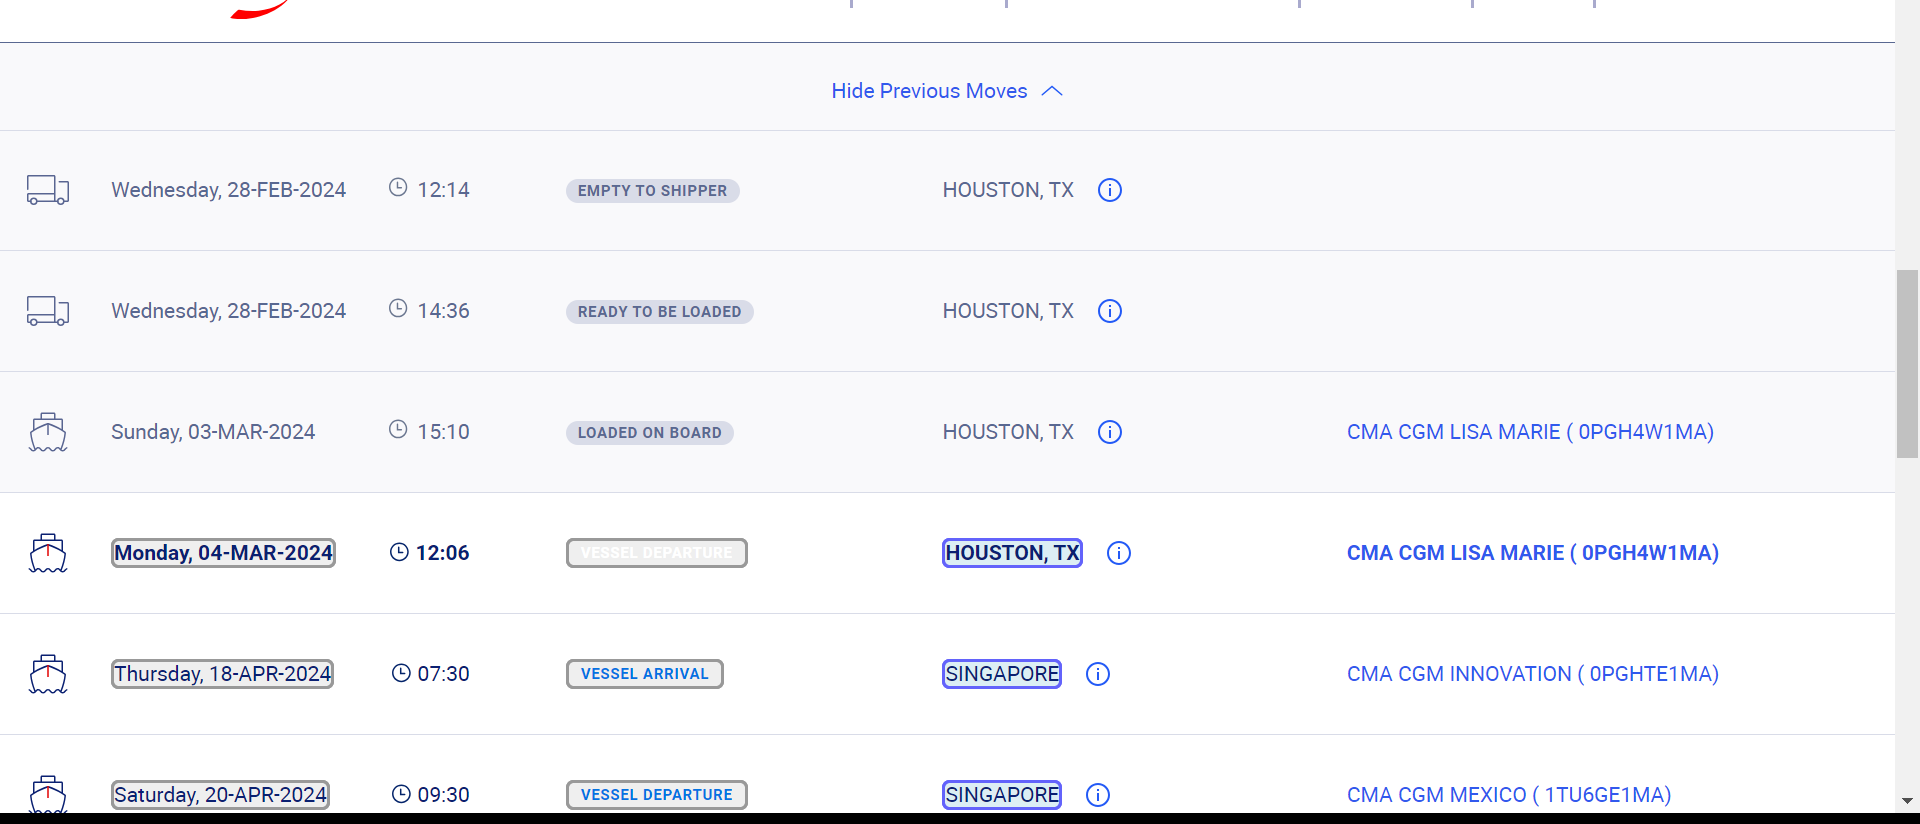 Hide Previous Moves
Wednesday, 28-FEB-2024 12:14 EMPTY TO SHIPPER HOUSTON, TX
Wednesday, 28-FEB-2024 14:36 READY TO BE LOADED HOUSTON, TX
Sunday, 03-MAR-2024 15:10 LOADED ON BOARD HOUSTON, TX CMA CGM LISA MARIE ( 0PGH4W1MA)
Monday, 04-MAR-2024 12:06 VESSEL DEPARTURE HOUSTON, TX CMA CGM LISA MARIE ( 0PGH4W1MA)
Thursday, 18-APR-2024 07:30 VESSEL ARRIVAL SINGAPORE CMA CGM INNOVATION ( 0PGHTE1MA)
Saturday, 20-APR-2024 09:30 VESSEL DEPARTURE SINGAPORE CMA CGM MEXICO ( 1TU6GE1MA)